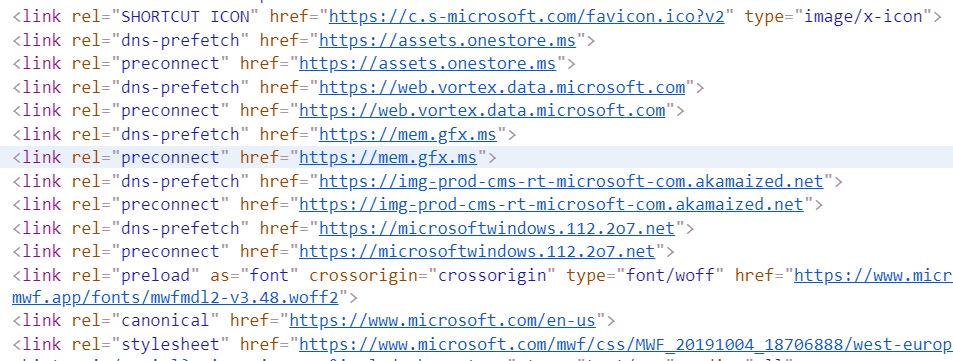 <link rel="SHORTCUT ICON" href="https://c.s-microsoft.com/favicon.ico?v2" type="image/x-icon">
<link rel="dns-prefetch" href="https://assets.onestore.ms">
<link rel="preconnect" href="https://assets.onestore.ms">
<link rel="dns-prefetch" href="https://web.vortex.data.microsoft.com">
<link rel="preconnect" href="https://web.vortex.data.microsoft.com">
<link rel="dns-prefetch" href="https://mem.gfx.ms">
<link rel="preconnect" href="https://mem.gfx.ms">
<link rel="dns-prefetch" href="https://img-prod-cms-rt-microsoft-com.akamaized.net">
<link rel="preconnect" href="https://img-prod-cms-rt-microsoft-com.akamaized.net">
<link rel="dns-prefetch" href="https://microsoftwindows.112.2o7.net">
<link rel="preconnect" href="https://microsoftwindows.112.2o7.net">
<link rel="preload" as="font" crossorigin="crossorigin" type="font/woff" href="https://www.micr
mwf.app/fonts/mwfmdl2-v3.48.woff2">
<link rel="canonical" href="https://www.microsoft.com/en-us">
<link rel="stylesheet" href="https://www.microsoft.com/mwf/css/MWF_20191004_18706888/west-europ